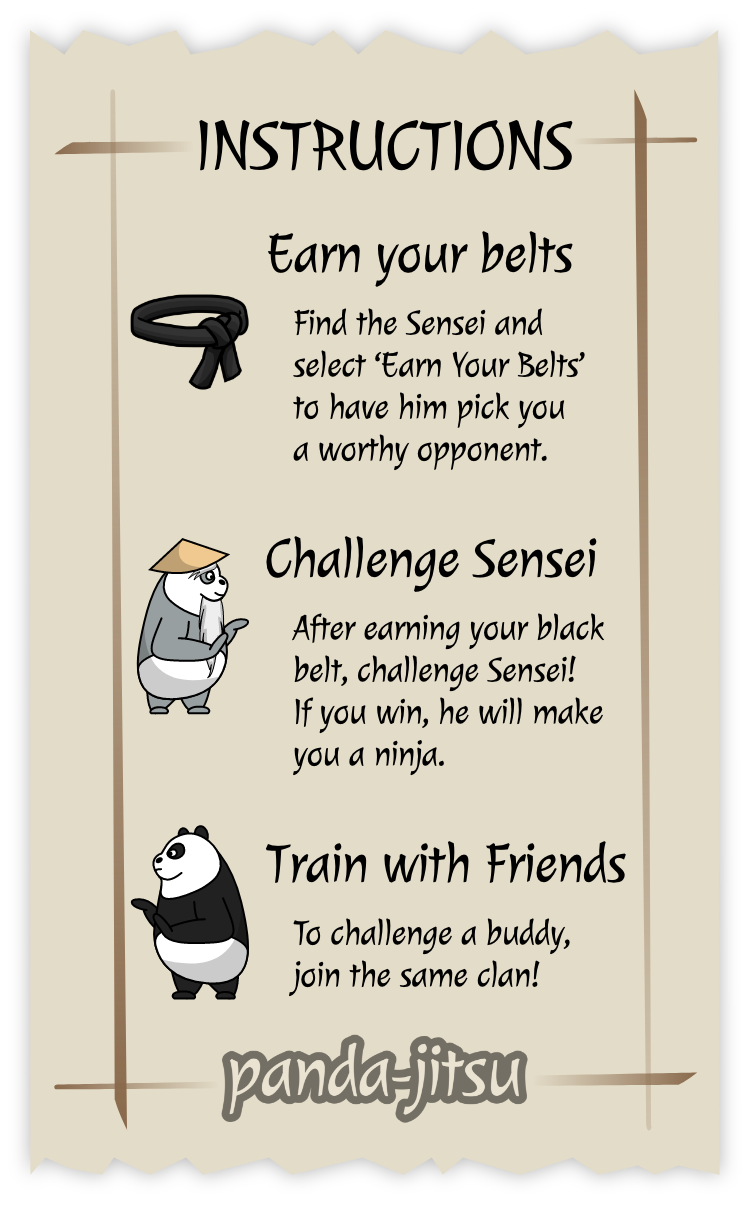 INSTRUCTIONS
Earn your belts
Find the Sensei and
select ‘Earn Your Belts’
to have him pick you
a worthy opponent.
Challenge Sensei
After earning your black
belt, challenge Sensei!
If you win, he will make
you a ninja.
Train with Friends
To challenge a buddy,
join the same clan!
panda-jitsu